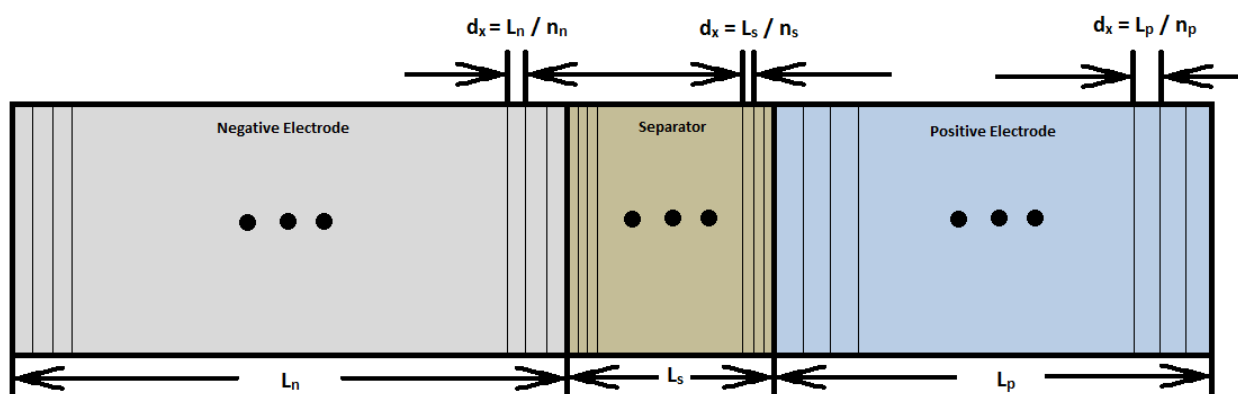 dₓ = Lₙ / nₙ
dₓ = Lₛ / nₛ
dₓ = Lₚ / nₚ
Negative Electrode
Separator
Positive Electrode
Lₙ
Lₛ
Lₚ